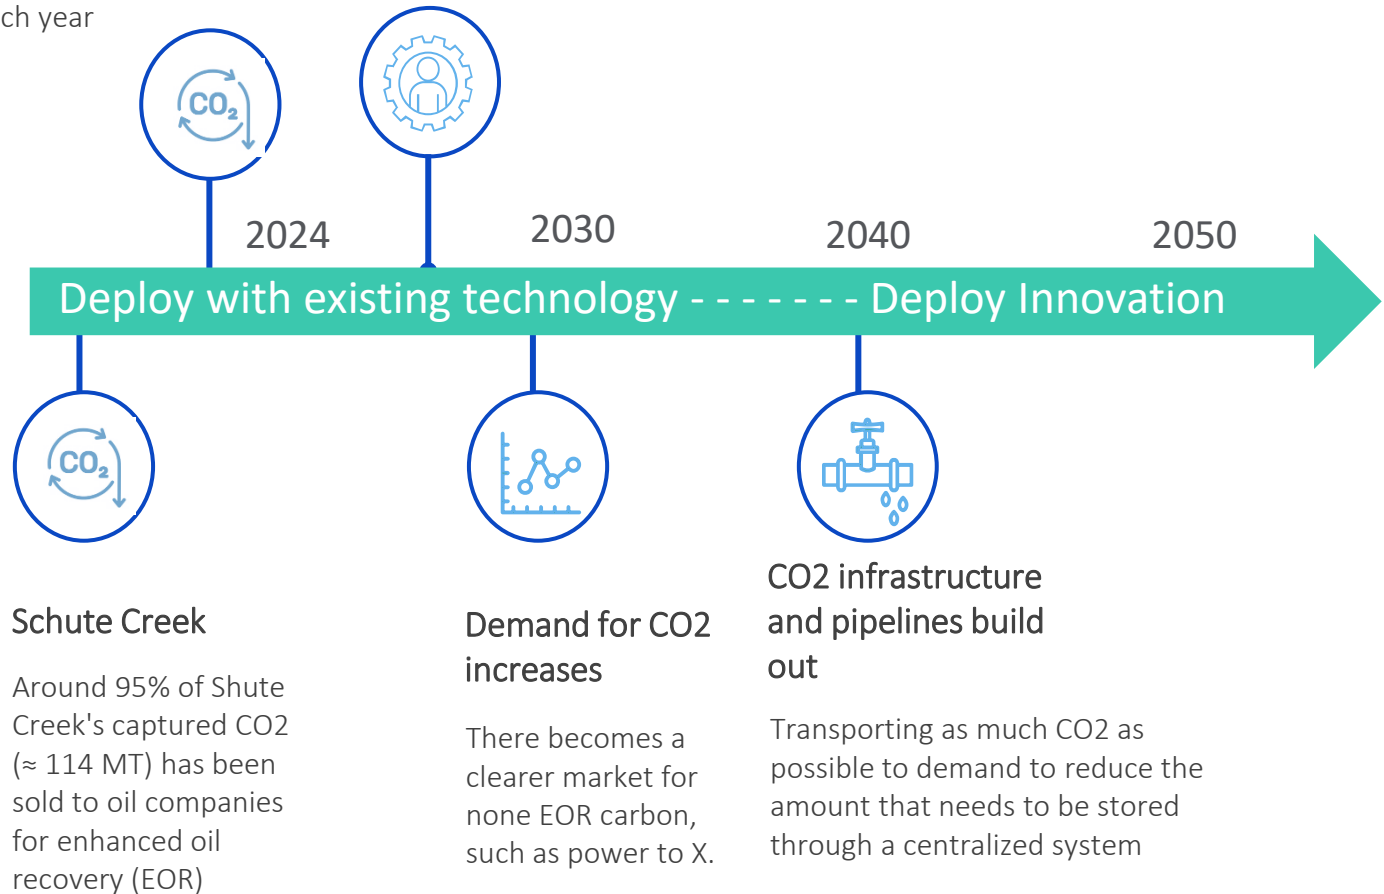 ch year
CO2
2024
2030
2040
2050
Deploy with existing technology - - - - - - - Deploy Innovation
CO2
Schute Creek
Around 95% of Shute
Creek's captured CO2
(≈ 114 MT) has been
sold to oil companies
for enhanced oil
recovery (EOR)
Demand for CO2
increases
There becomes a
clearer market for
none EOR carbon,
such as power to X.
CO2 infrastructure
and pipelines build
out
Transporting as much CO2 as
possible to demand to reduce the
amount that needs to be stored
through a centralized system